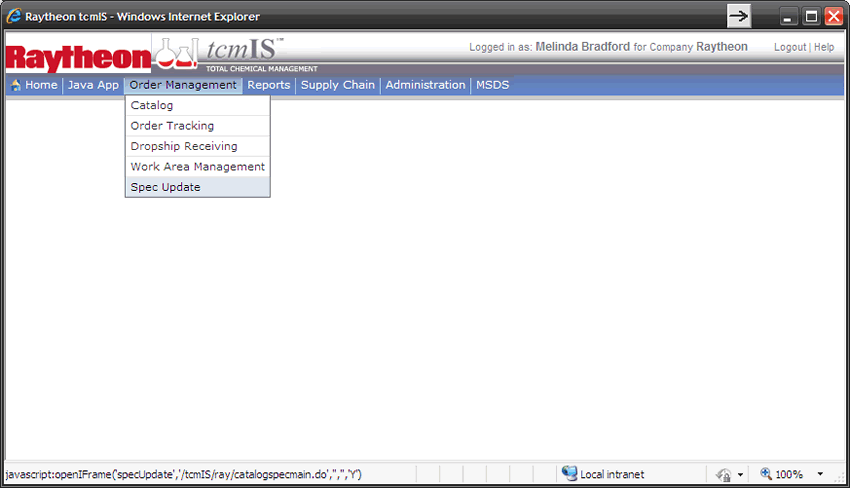 Raytheon tcmIS - Windows Internet Explorer
Raytheon tcmIS™ TOTAL CHEMICAL MANAGEMENT
Logged in as: Melinda Bradford for Company Raytheon Logout | Help
Home Java App Order Management Reports Supply Chain Administration MSDS
Catalog
Order Tracking
Dropship Receiving
Work Area Management
Spec Update
javascript:openIFrame('specUpdate','/tcmIS/ray/catalogspecmain.do','','','Y') Local intranet 100%